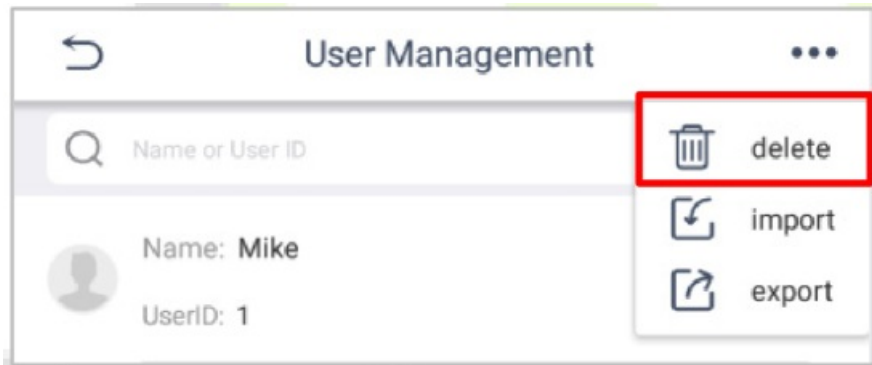 User Management
Name or User ID
delete
import
export
Name: Mike
UserID: 1